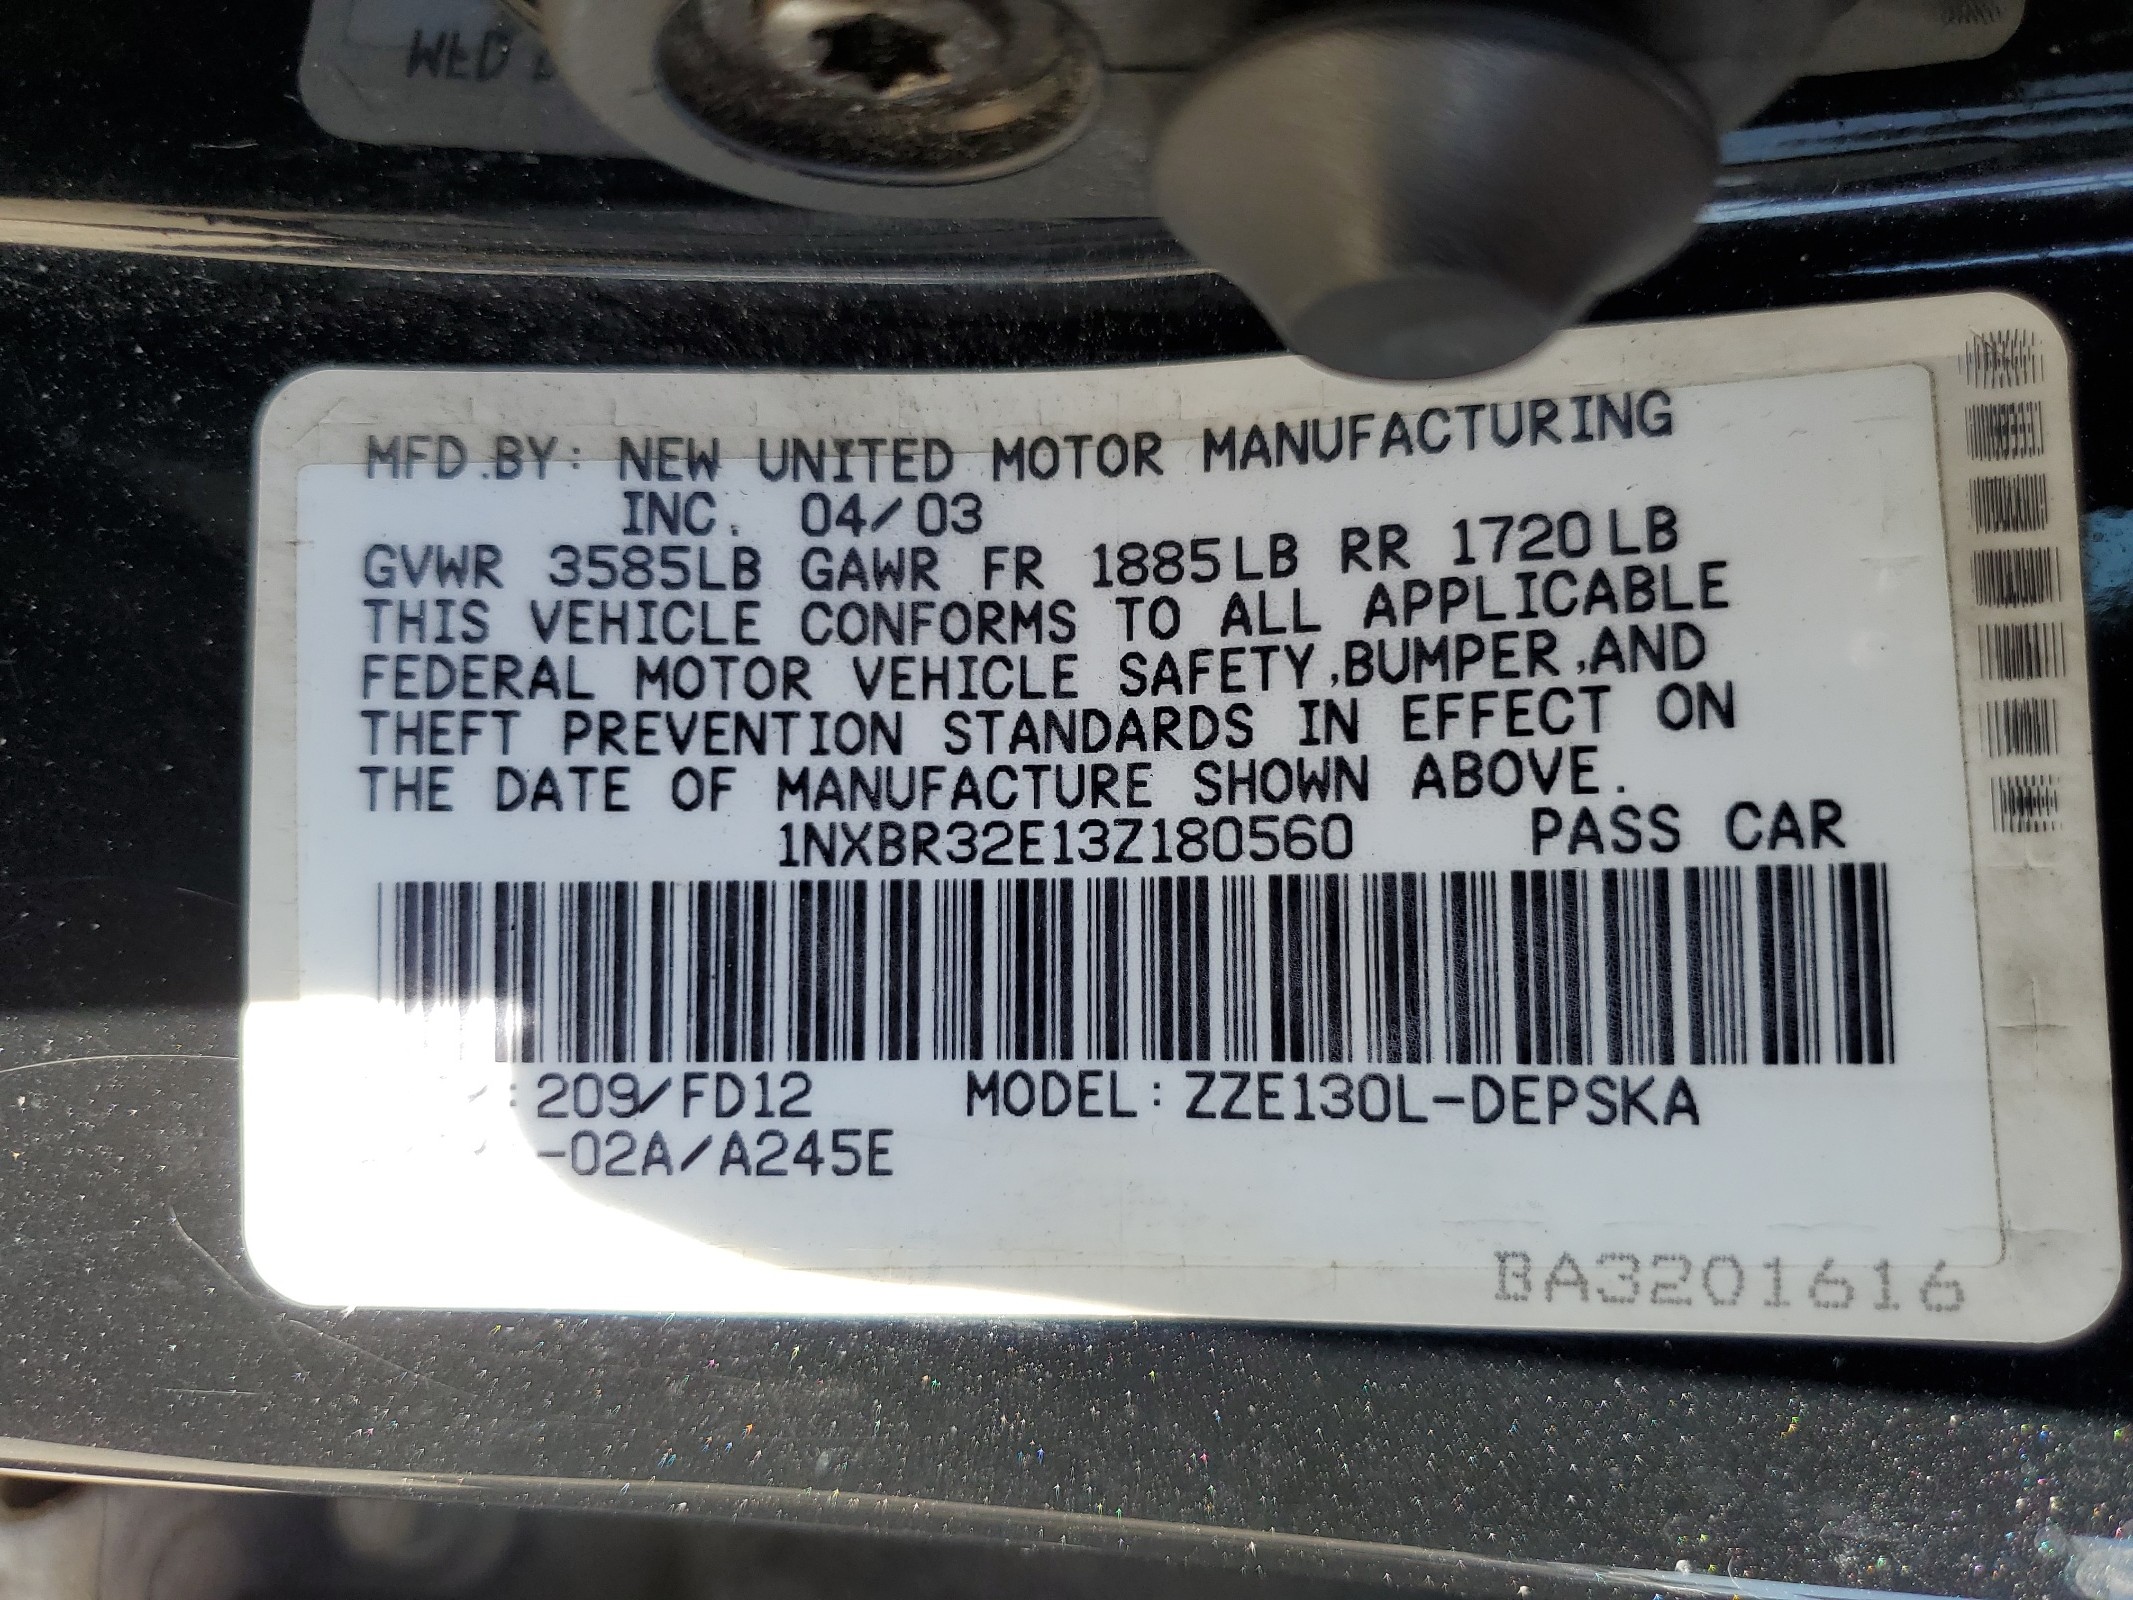 MFD.BY: NEW UNITED MOTOR MANUFACTURING
INC. 04/03
GVWR 3585LB GAWR FR 1885LB RR 1720LB
THIS VEHICLE CONFORMS TO ALL APPLICABLE
FEDERAL MOTOR VEHICLE SAFETY,BUMPER,AND
THEFT PREVENTION STANDARDS IN EFFECT ON
THE DATE OF MANUFACTURE SHOWN ABOVE.
1NXBR32E13Z180560 PASS CAR
:209/FD12 MODEL:ZZE130L-DEPSKA
-02A/A245E
BA3201616